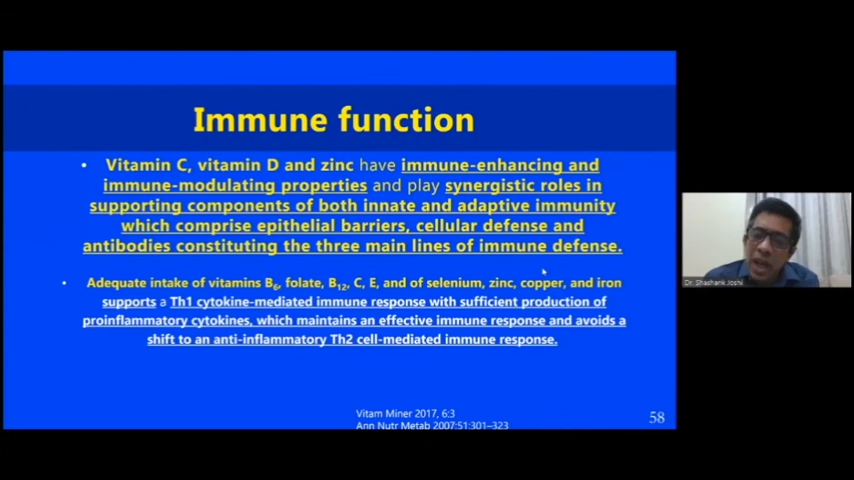 Immune function
• Vitamin C, vitamin D and zinc have immune-enhancing and
immune-modulating properties and play synergistic roles in
supporting components of both innate and adaptive immunity
which comprise epithelial barriers, cellular defense and
antibodies constituting the three main lines of immune defense.
• Adequate intake of vitamins B6, folate, B12, C, E, and of selenium, zinc, copper, and iron
supports a Th1 cytokine-mediated immune response with sufficient production of
proinflammatory cytokines, which maintains an effective immune response and avoids a
shift to an anti-inflammatory Th2 cell-mediated immune response.
Vitam Miner 2017, 6:3
Ann Nutr Metab 2007;51:301–323
58
Dr. Shashank Joshi